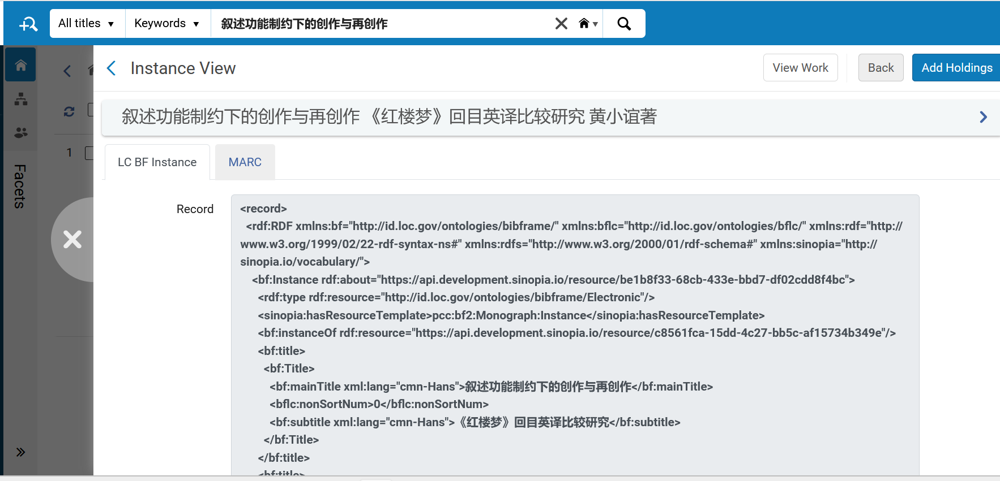 All titles Keywords 叙述功能制约下的创作与再创作
Instance View
View Work Back Add Holdings
叙述功能制约下的创作与再创作 《红楼梦》回目英译比较研究 黄小谊著
1
Facets
LC BF Instance MARC
Record
<record>
<rdf:RDF xmlns:bf="http://id.loc.gov/ontologies/bibframe/" xmlns:bflc="http://id.loc.gov/ontologies/bflc/" xmlns:rdf="http://
www.w3.org/1999/02/22-rdf-syntax-ns#" xmlns:rdfs="http://www.w3.org/2000/01/rdf-schema#" xmlns:sinopia="http://
sinopia.io/vocabulary/">
<bf:Instance rdf:about="https://api.development.sinopia.io/resource/be1b8f33-68cb-433e-bbd7-df02cdd8f4bc">
<rdf:type rdf:resource="http://id.loc.gov/ontologies/bibframe/Electronic"/>
<sinopia:hasResourceTemplate>pcc:bf2:Monograph:Instance</sinopia:hasResourceTemplate>
<bf:instanceOf rdf:resource="https://api.development.sinopia.io/resource/c8561fca-15dd-4c27-bb5c-af15734b349e"/>
<bf:title>
<bf:Title>
<bf:mainTitle xml:lang="cmn-Hans">叙述功能制约下的创作与再创作</bf:mainTitle>
<bflc:nonSortNum>0</bflc:nonSortNum>
<bf:subtitle xml:lang="cmn-Hans">《红楼梦》回目英译比较研究</bf:subtitle>
</bf:Title>
</bf:title>
<bf:title>